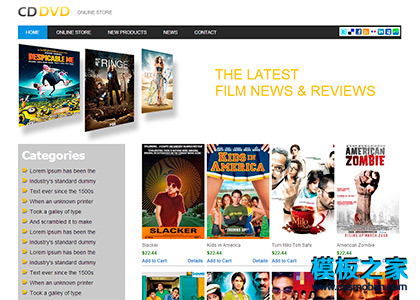 CD DVD ONLINE STORE
HOME ONLINE STORE NEW PRODUCTS NEWS CONTACT
DESPICABLE ME
FRINGE
THE LATEST
FILM NEWS & REVIEWS
Categories
Lorem Ipsum has been the
industry's standard dummy
Text ever since the 1500s
When an unknown printer
Took a galley of type
And scrambled it to make
Lorem Ipsum has been the
industry's standard dummy
Text ever since the 1500s
When an unknown printer
Took a galley of type
SLACKER
KIDS IN AMERICA
AMERICAN ZOMBIE
Slacker
$22.44
Add to Cart Details
Kids in America
$22.44
Add to Cart Details
Tum Milo Toh Sahi
$22.44
Add to Cart Details
American Zombie
$22.44
Add to Cart Details
模板之家
www.cssmoban.com